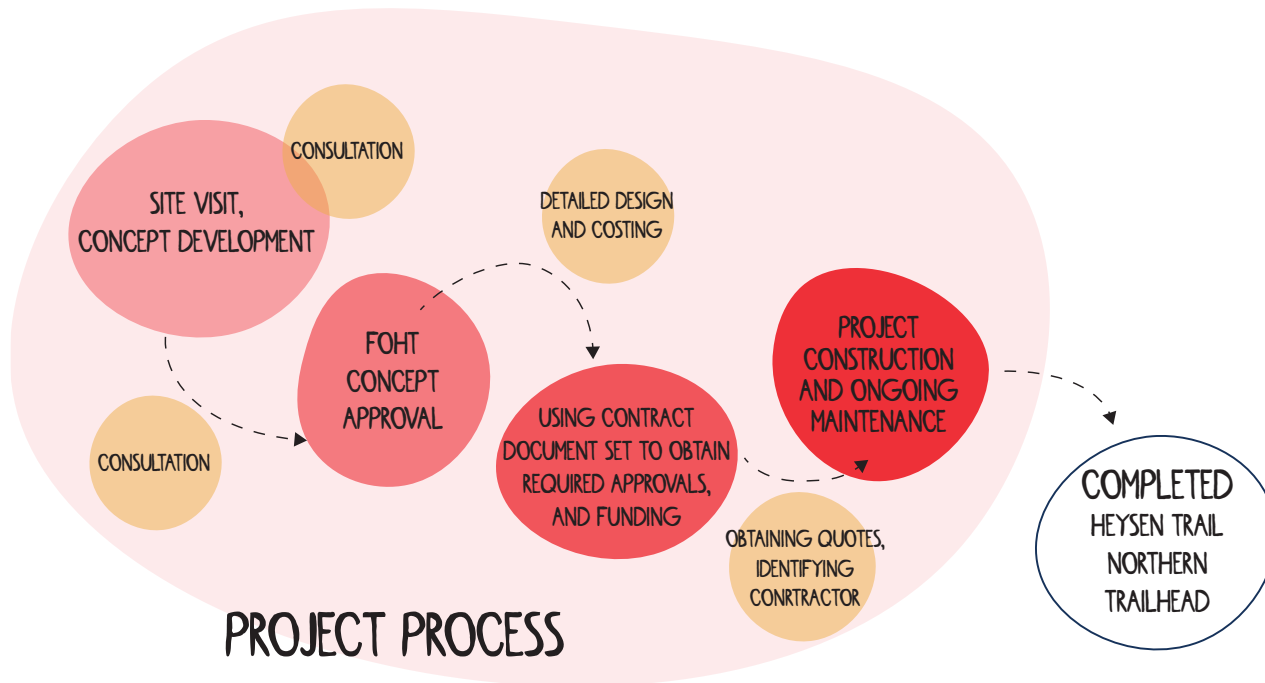 CONSULTATION
SITE VISIT,
CONCEPT DEVELOPMENT
DETAILED DESIGN
AND COSTING
FOHT
CONCEPT
APPROVAL
CONSULTATION
USING CONTRACT
DOCUMENT SET TO OBTAIN
REQUIRED APPROVALS,
AND FUNDING
PROJECT
CONSTRUCTION
AND ONGOING
MAINTENANCE
OBTAINING QUOTES,
IDENTIFYING
CONRTRACTOR
COMPLETED
HEYSEN TRAIL
NORTHERN
TRAILHEAD
PROJECT PROCESS